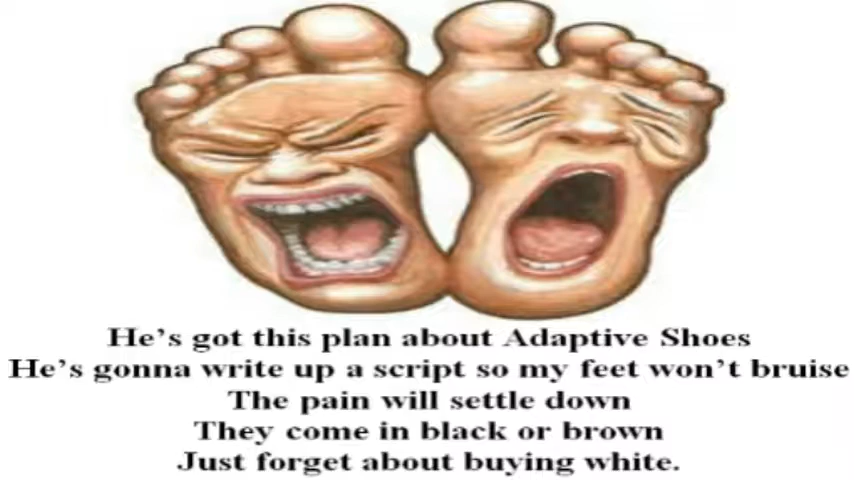 He's got this plan about Adaptive Shoes
He's gonna write up a script so my feet won't bruise
The pain will settle down
They come in black or brown
Just forget about buying white.